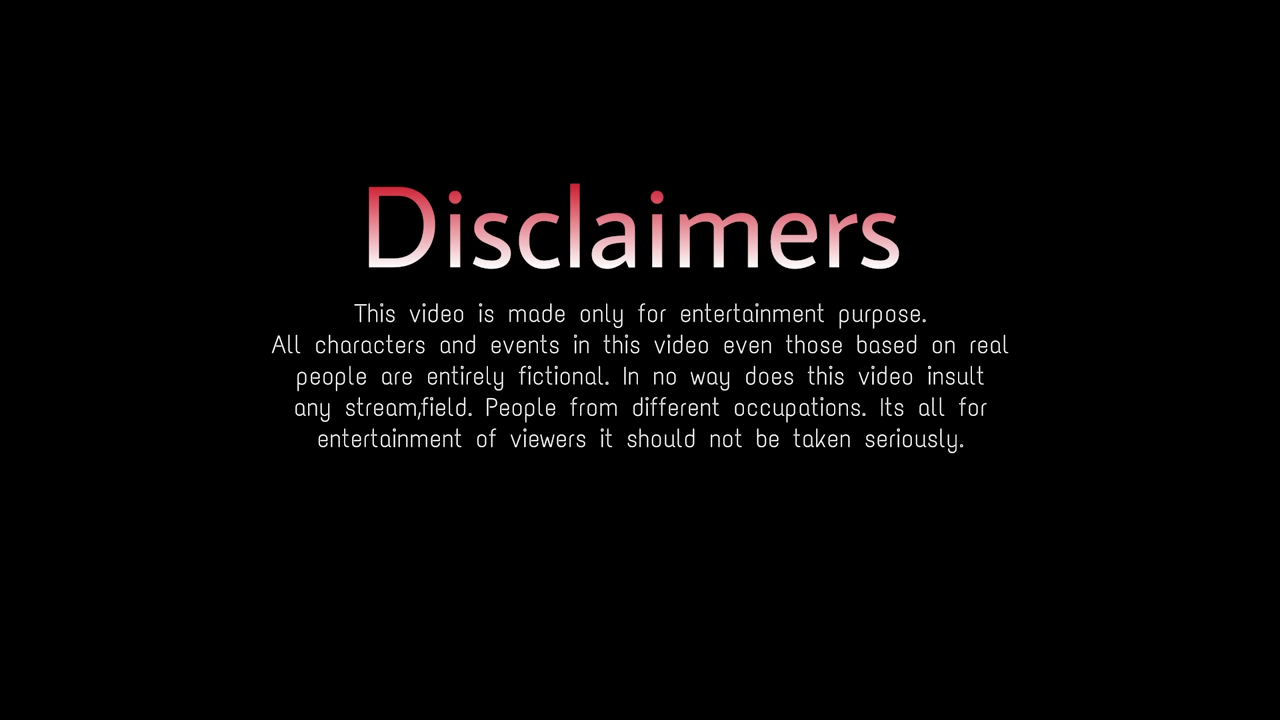 Disclaimers
This video is made only for entertainment purpose.
All characters and events in this video even those based on real
people are entirely fictional. In no way does this video insult
any stream,field. People from different occupations. Its all for
entertainment of viewers it should not be taken seriously.